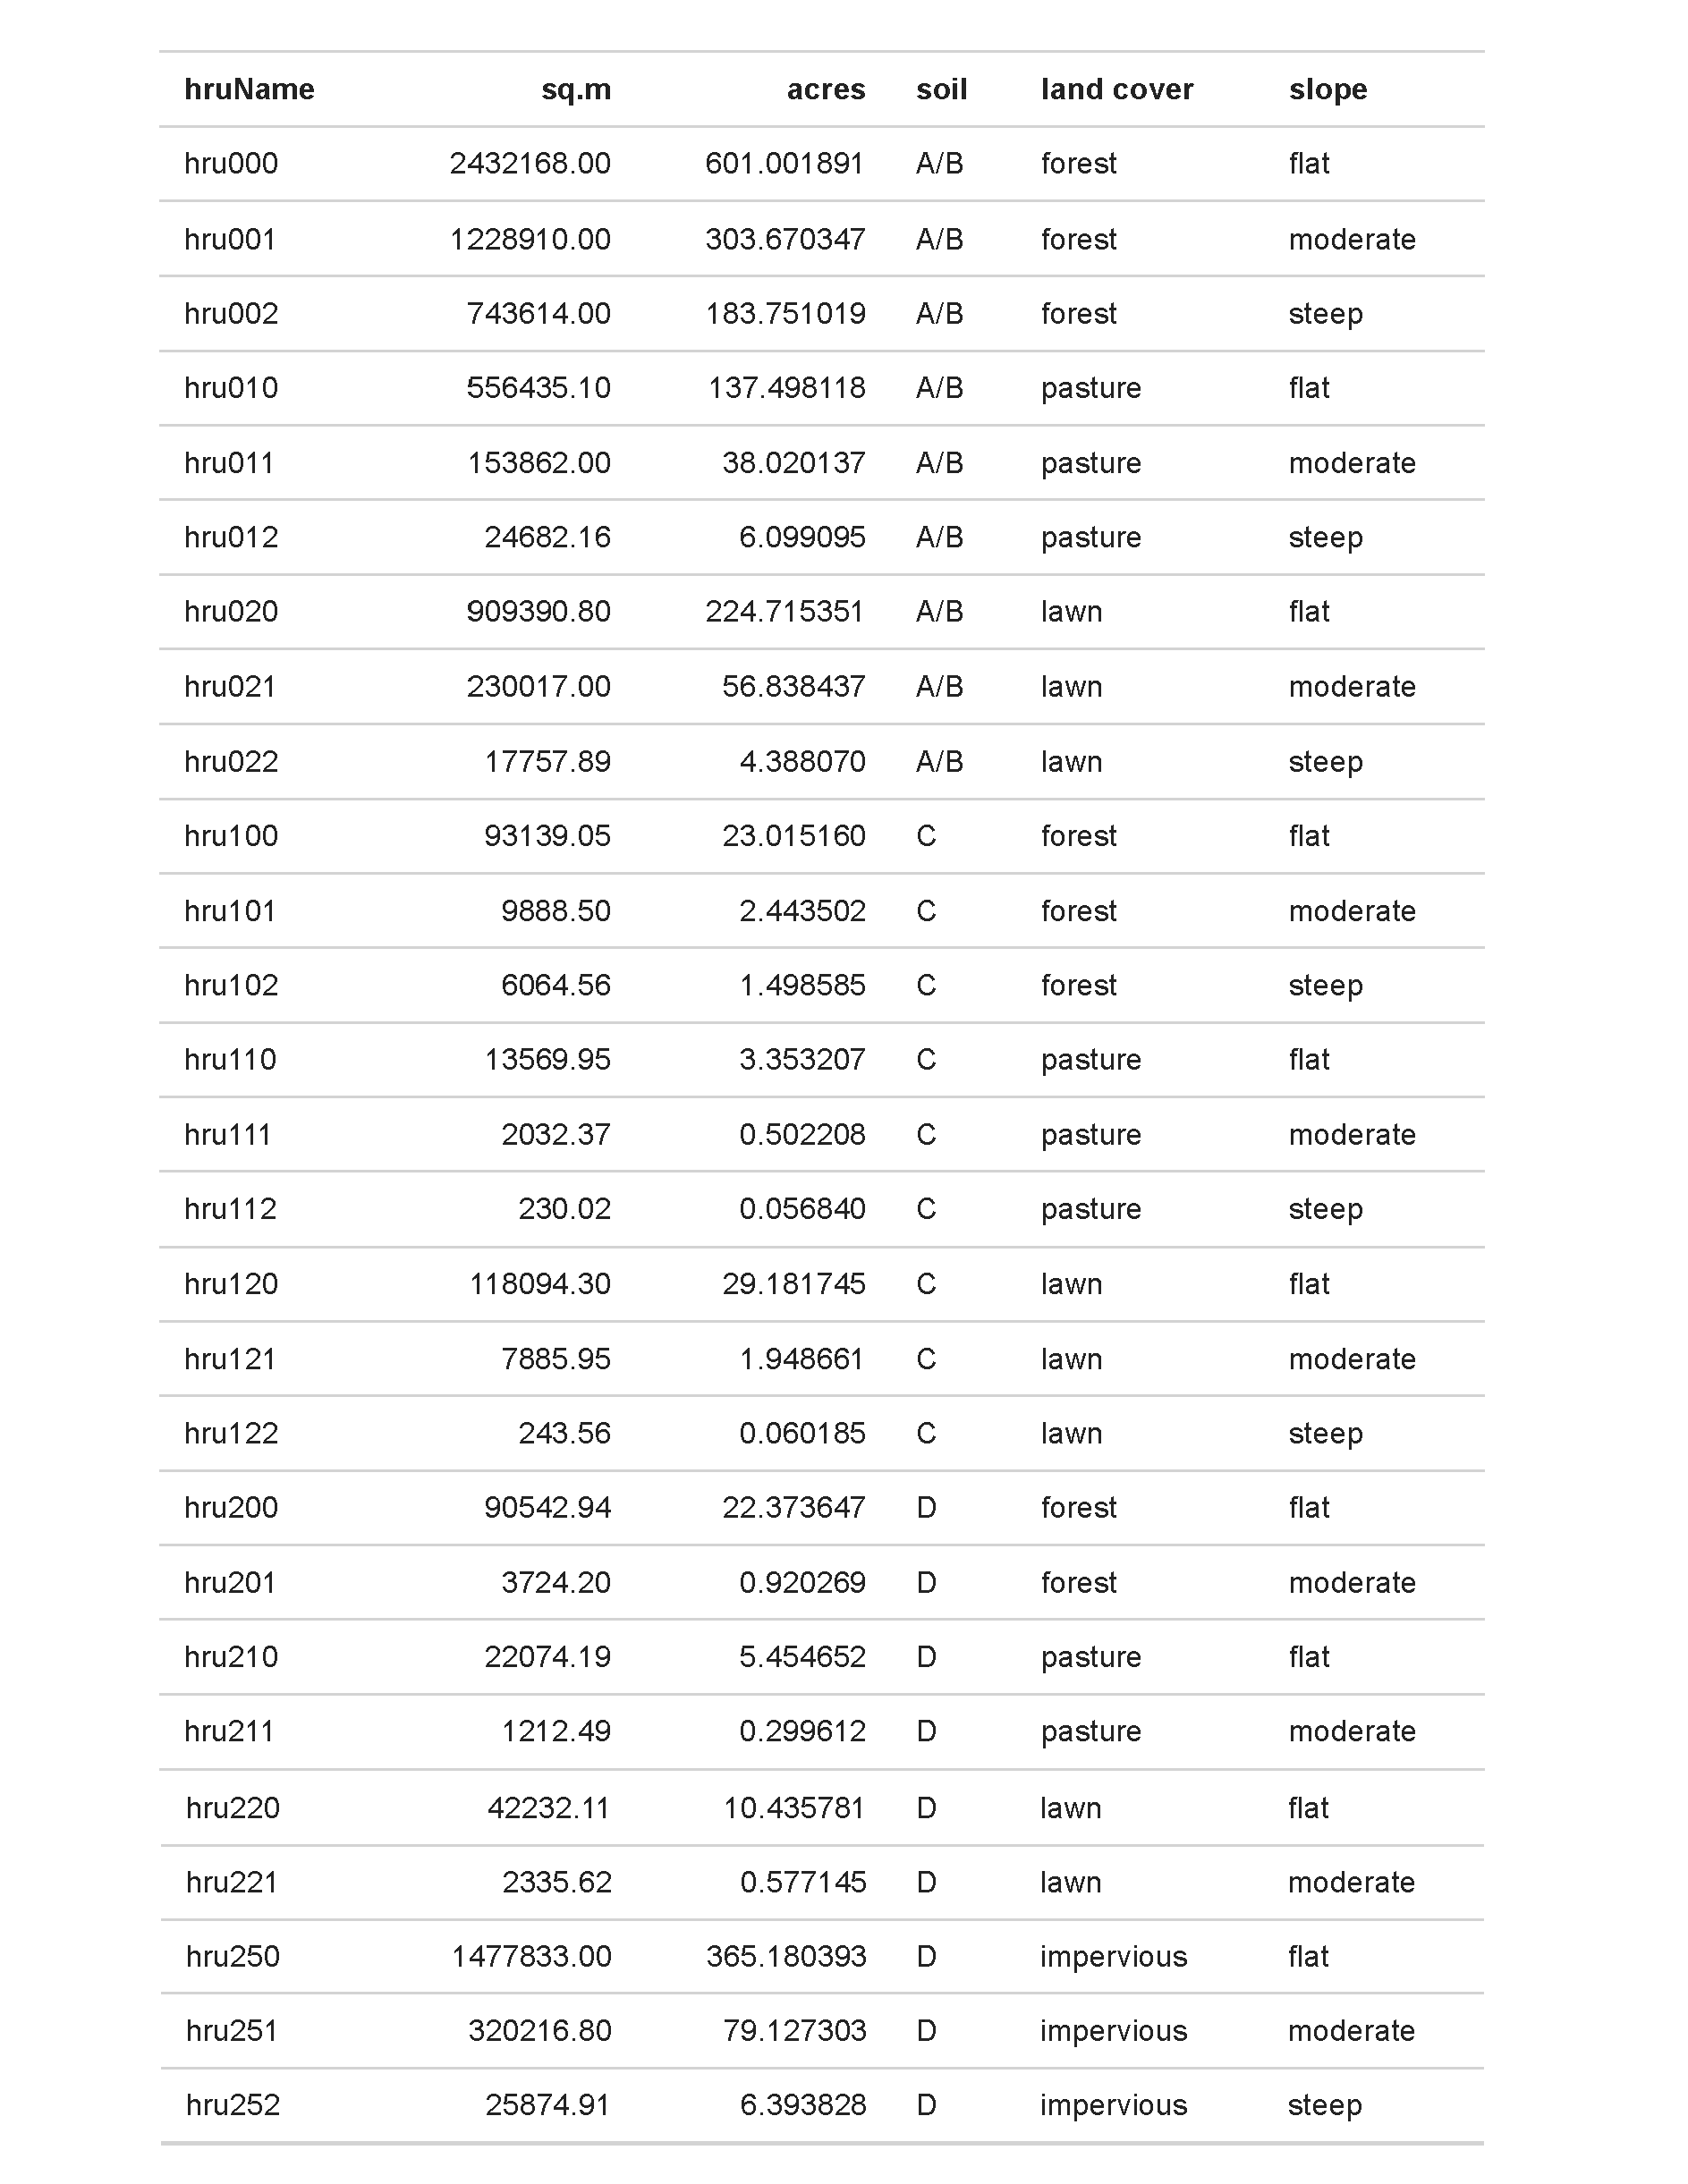 hruName sq.m acres soil land cover slope
hru000 2432168.00 601.001891 A/B forest flat
hru001 1228910.00 303.670347 A/B forest moderate
hru002 743614.00 183.751019 A/B forest steep
hru010 556435.10 137.498118 A/B pasture flat
hru011 153862.00 38.020137 A/B pasture moderate
hru012 24682.16 6.099095 A/B pasture steep
hru020 909390.80 224.715351 A/B lawn flat
hru021 230017.00 56.838437 A/B lawn moderate
hru022 17757.89 4.388070 A/B lawn steep
hru100 93139.05 23.015160 C forest flat
hru101 9888.50 2.443502 C forest moderate
hru102 6064.56 1.498585 C forest steep
hru110 13569.95 3.353207 C pasture flat
hru111 2032.37 0.502208 C pasture moderate
hru112 230.02 0.056840 C pasture steep
hru120 118094.30 29.181745 C lawn flat
hru121 7885.95 1.948661 C lawn moderate
hru122 243.56 0.060185 C lawn steep
hru200 90542.94 22.373647 D forest flat
hru201 3724.20 0.920269 D forest moderate
hru210 22074.19 5.454652 D pasture flat
hru211 1212.49 0.299612 D pasture moderate
hru220 42232.11 10.435781 D lawn flat
hru221 2335.62 0.577145 D lawn moderate
hru250 1477833.00 365.180393 D impervious flat
hru251 320216.80 79.127303 D impervious moderate
hru252 25874.91 6.393828 D impervious steep